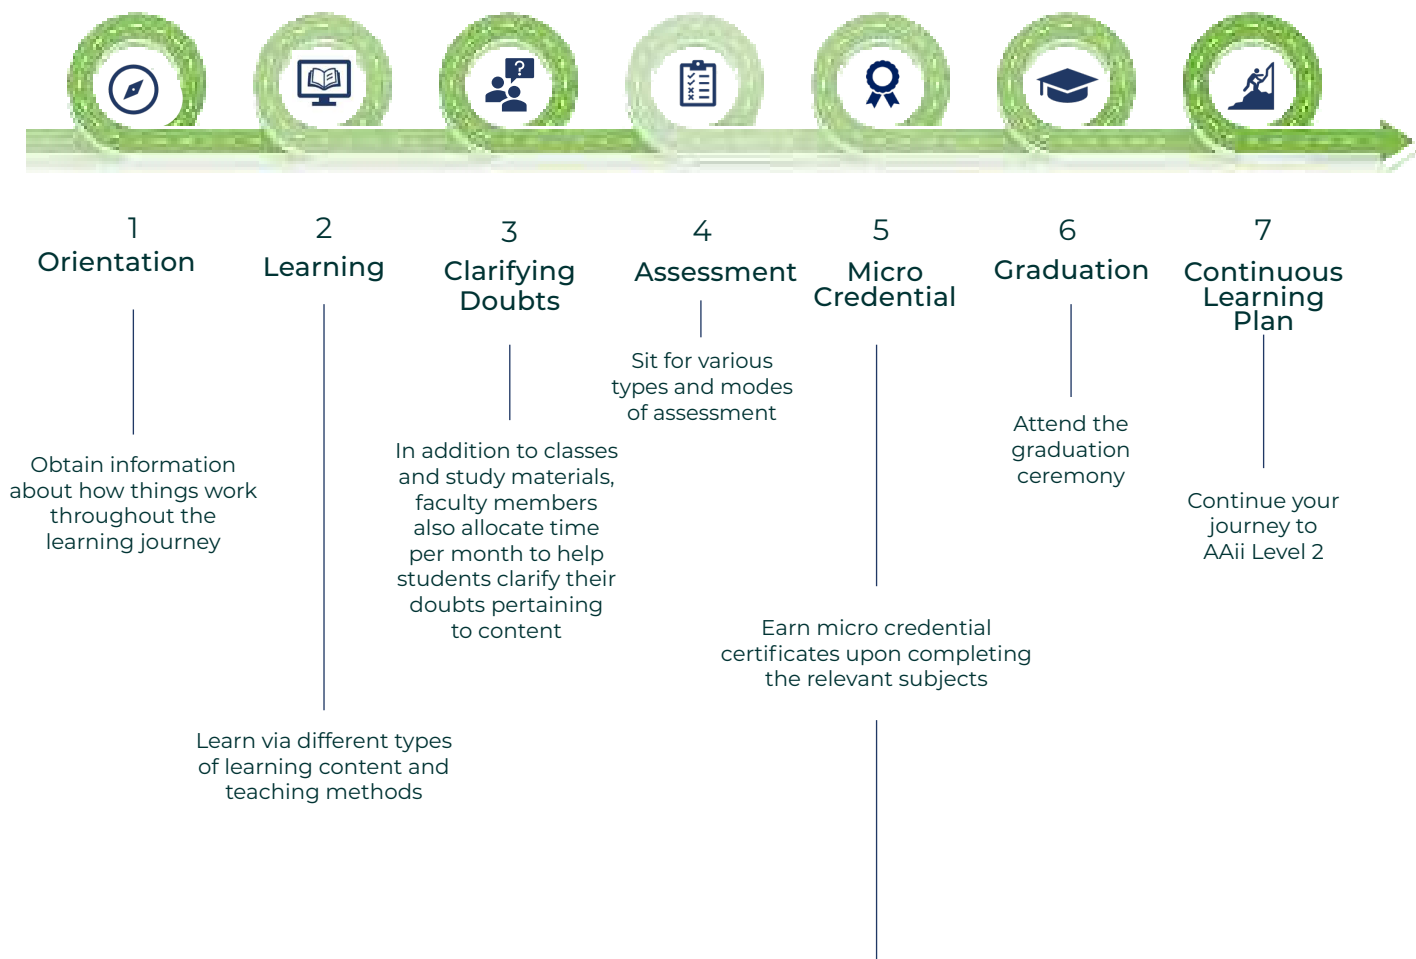 1
Orientation
Obtain information
about how things work
throughout the
learning journey
2
Learning
Learn via different types
of learning content and
teaching methods
3
Clarifying
Doubts
In addition to classes
and study materials,
faculty members
also allocate time
per month to help
students clarify their
doubts pertaining
to content
4
Assessment
Sit for various
types and modes
of assessment
5
Micro
Credential
Earn micro credential
certificates upon completing
the relevant subjects
6
Graduation
Attend the
graduation
ceremony
7
Continuous
Learning
Plan
Continue your
journey to
AAii Level 2